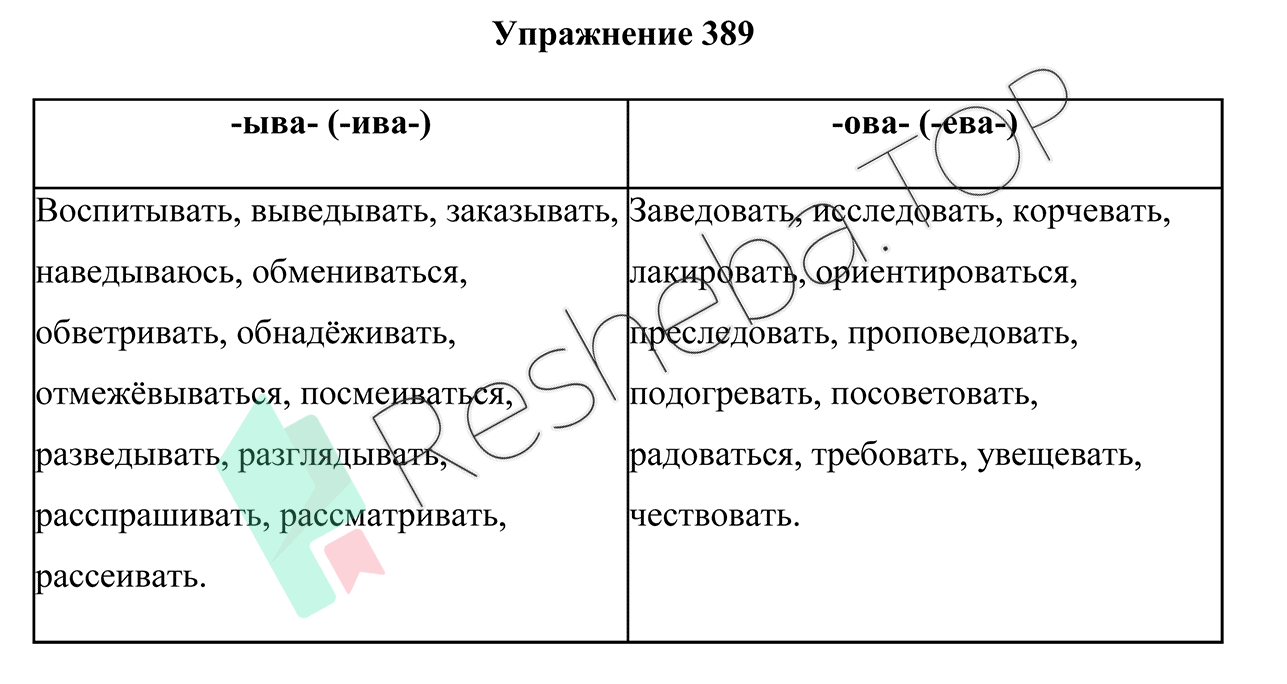 Упражнение 389
-ыва- (-ива-)
-ова- (-ева-)
Воспитывать, выведывать, заказывать,
наведываюсь, обмениваться,
обветривать, обнадёживать,
отмежёвываться, посмеиваться,
разведывать, разглядывать,
расспрашивать, рассматривать,
рассеивать.
Заведовать, исследовать, корчевать,
лакировать, ориентироваться,
преследовать, проповедовать,
подогревать, посоветовать,
радоваться, требовать, увещевать,
чествовать.
Resheba.TOP